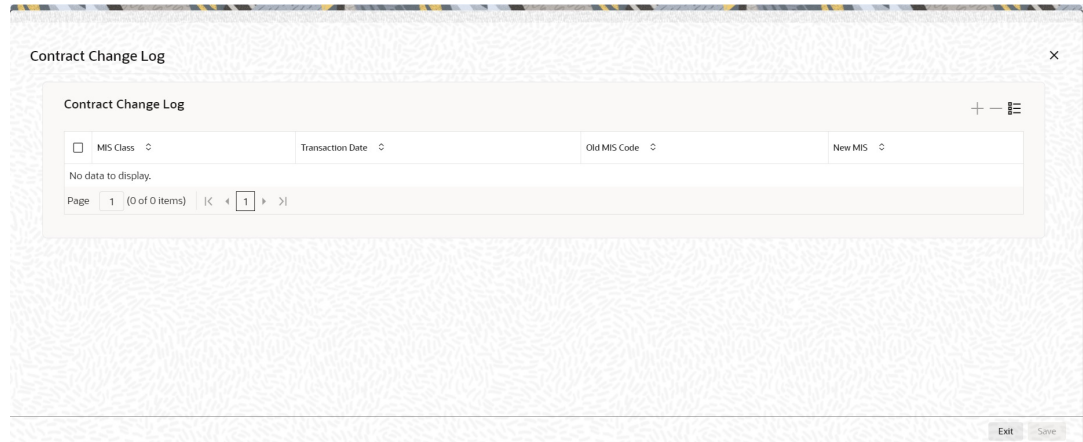 Contract Change Log
Contract Change Log
MIS Class Transaction Date Old MIS Code New MIS
No data to display.
Page 1 (0 of 0 items) 1
Exit Save